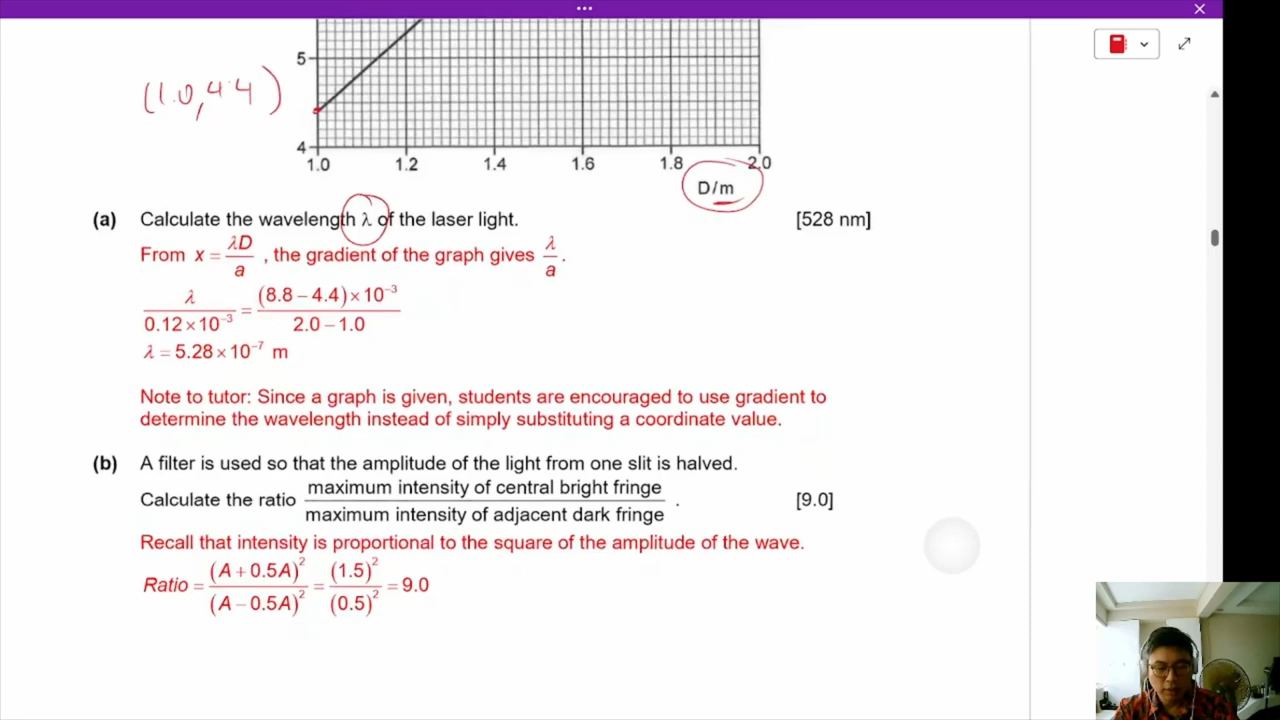 5
(1.0, 4.4)
4
1.0 1.2 1.4 1.6 1.8 2.0
D/m
(a) Calculate the wavelength λ of the laser light. [528 nm]
From x = λD/a , the gradient of the graph gives λ/a .
λ/(0.12×10⁻³) = (8.8 – 4.4)×10⁻³/(2.0 – 1.0)
λ = 5.28×10⁻⁷ m
Note to tutor: Since a graph is given, students are encouraged to use gradient to
determine the wavelength instead of simply substituting a coordinate value.
(b) A filter is used so that the amplitude of the light from one slit is halved.
Calculate the ratio maximum intensity of central bright fringe / maximum intensity of adjacent dark fringe . [9.0]
Recall that intensity is proportional to the square of the amplitude of the wave.
Ratio = (A + 0.5A)²/(A – 0.5A)² = (1.5)²/(0.5)² = 9.0